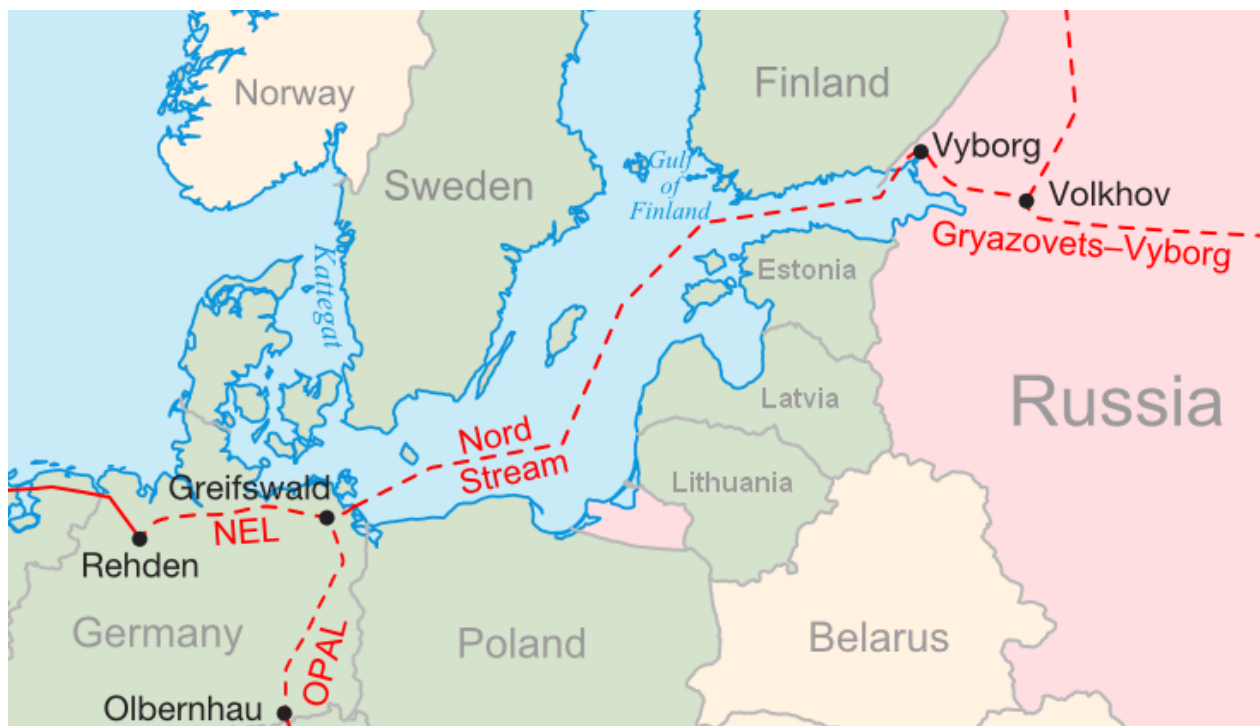 Norway
Finland
Sweden
Gulf
of
Finland
Vyborg
Volkhov
Gryazovets–Vyborg
Kattegat
Estonia
Russia
Latvia
Nord
Stream
Lithuania
Greifswald
NEL
Rehden
Germany
OPAL
Poland
Belarus
Olbernhau